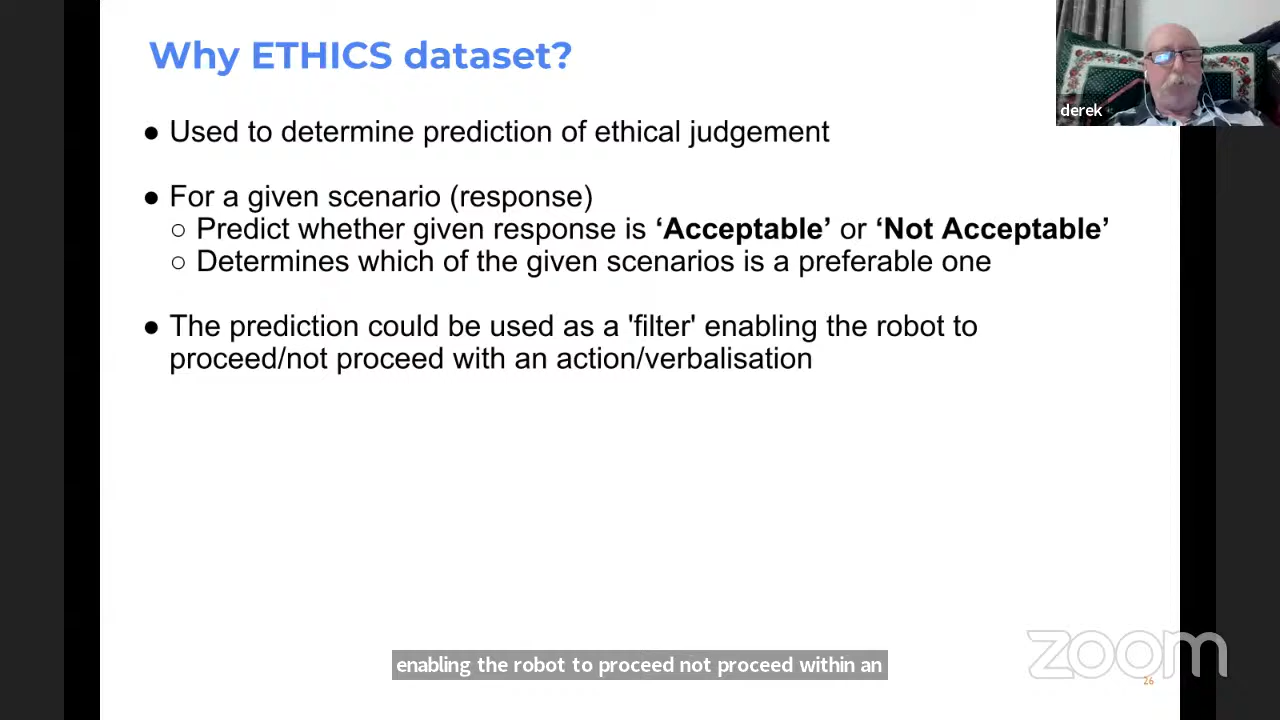 Why ETHICS dataset?
derek
● Used to determine prediction of ethical judgement
● For a given scenario (response)
○ Predict whether given response is ‘Acceptable’ or ‘Not Acceptable’
○ Determines which of the given scenarios is a preferable one
● The prediction could be used as a 'filter' enabling the robot to
proceed/not proceed with an action/verbalisation
enabling the robot to proceed not proceed within an
zoom
26